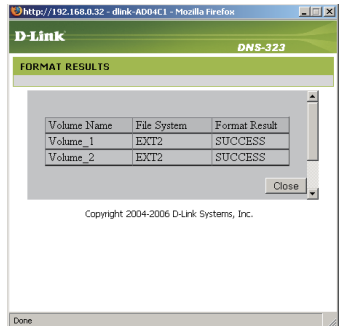 http://192.168.0.32 - dlink-AD04C1 - Mozilla Firefox
D-Link
DNS-323
FORMAT RESULTS
Volume Name File System Format Result
Volume_1 EXT2 SUCCESS
Volume_2 EXT2 SUCCESS
Close
Copyright 2004-2006 D-Link Systems, Inc.
Done